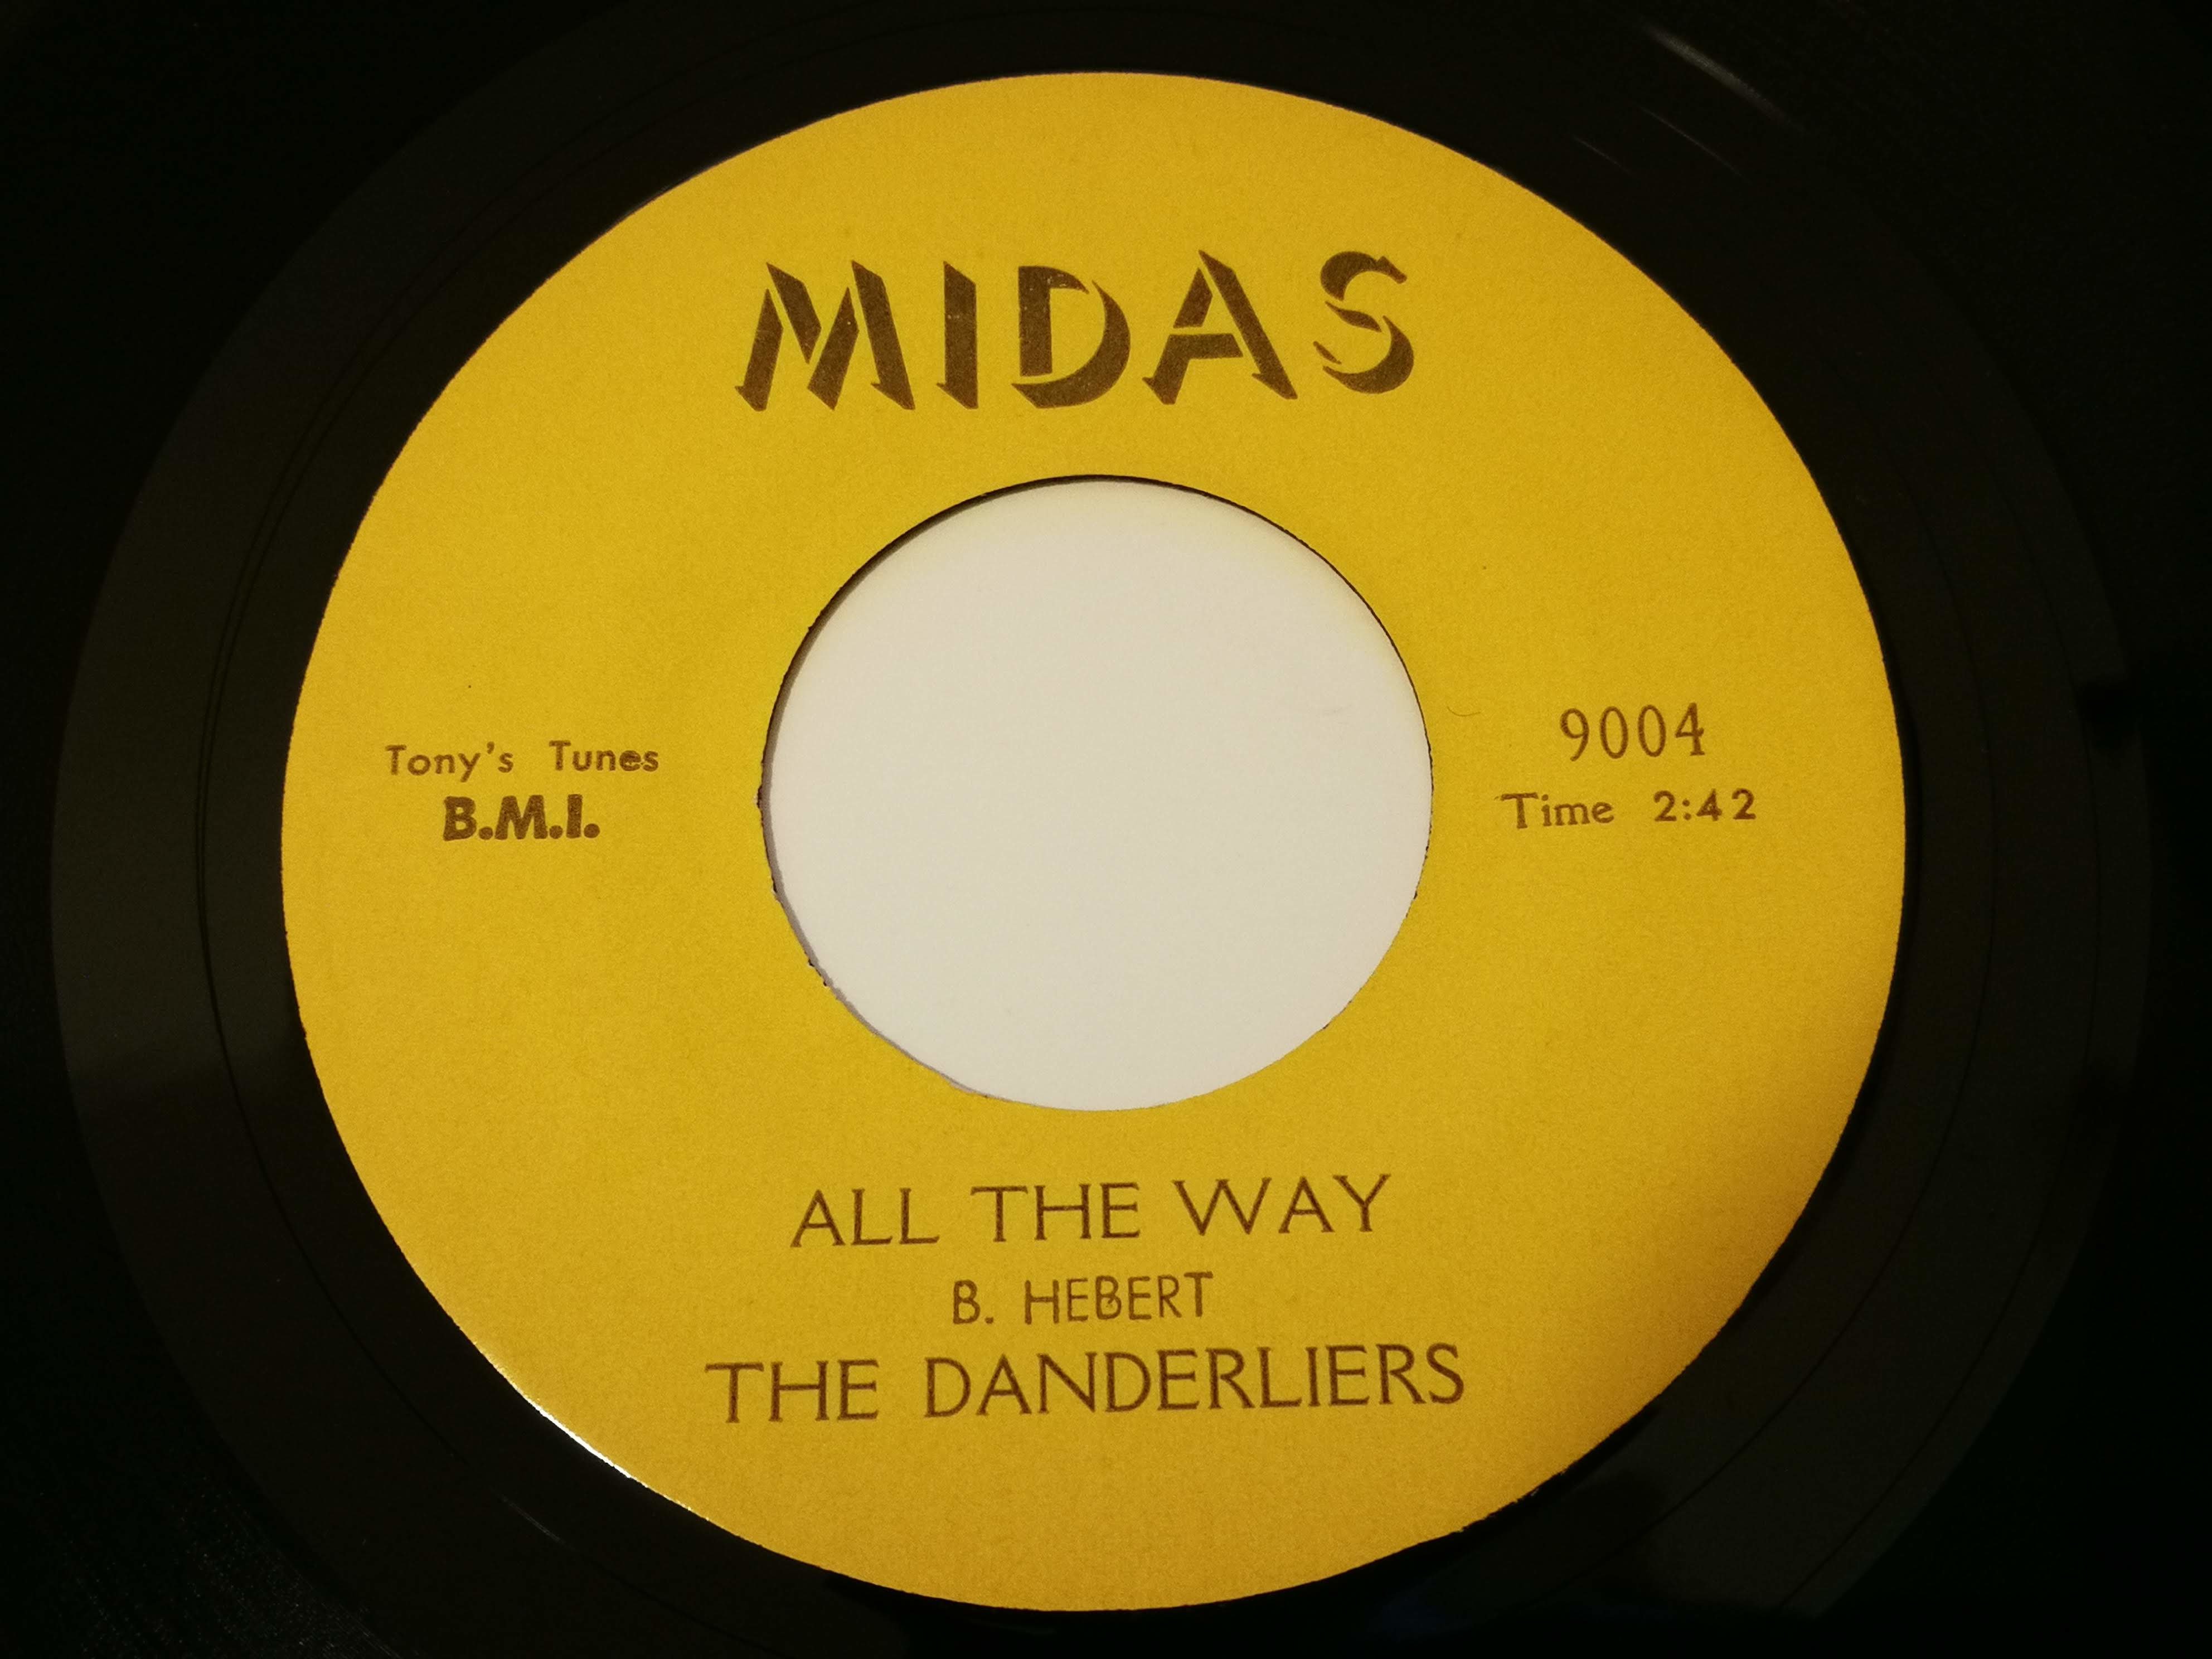 MIDAS
Tony's Tunes
B.M.I.
9004
Time 2:42
ALL THE WAY
B. HEBERT
THE DANDERLIERS